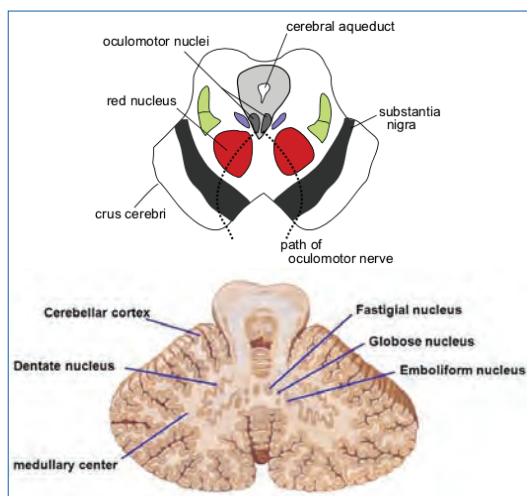 cerebral aqueduct
oculomotor nuclei
red nucleus
substantia
nigra
crus cerebri
path of
oculomotor nerve
Cerebellar cortex
Fastigial nucleus
Globose nucleus
Dentate nucleus
Emboliform nucleus
medullary center